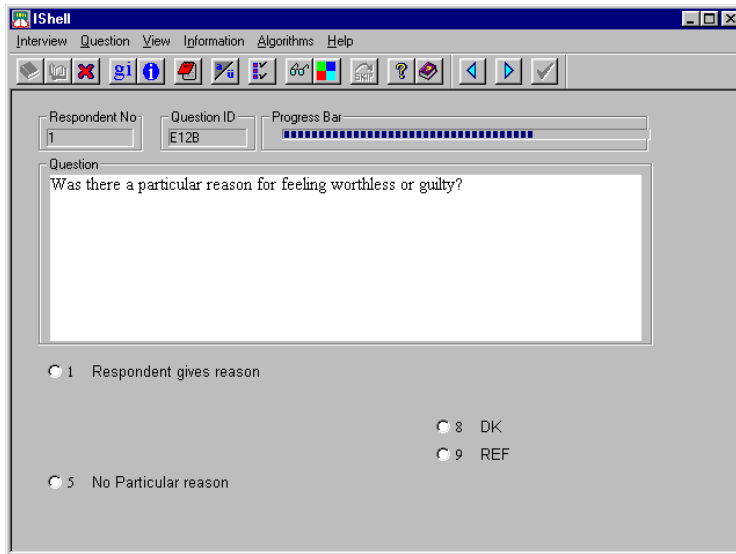 IShell
Interview Question View Information Algorithms Help
gi i a/ü SKIP ?
Respondent No Question ID Progress Bar
1 E12B
Question
Was there a particular reason for feeling worthless or guilty?
1 Respondent gives reason
8 DK
9 REF
5 No Particular reason